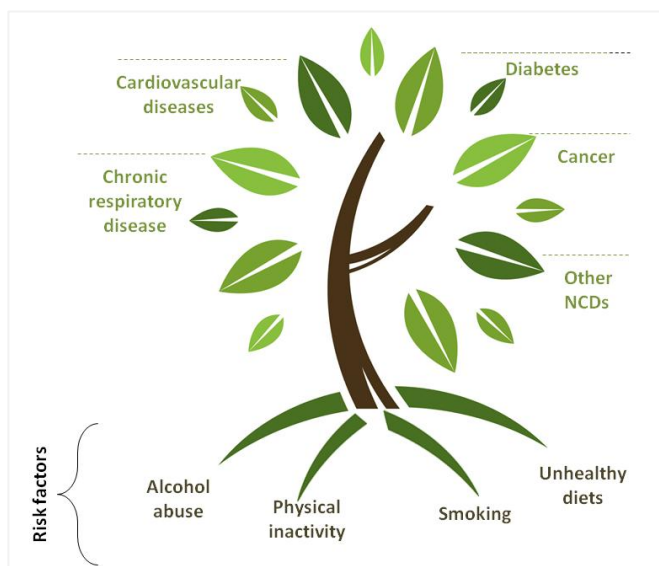 Cardiovascular
diseases
Diabetes
Chronic
respiratory
disease
Cancer
Other
NCDs
Risk factors
Alcohol
abuse
Physical
inactivity
Smoking
Unhealthy
diets